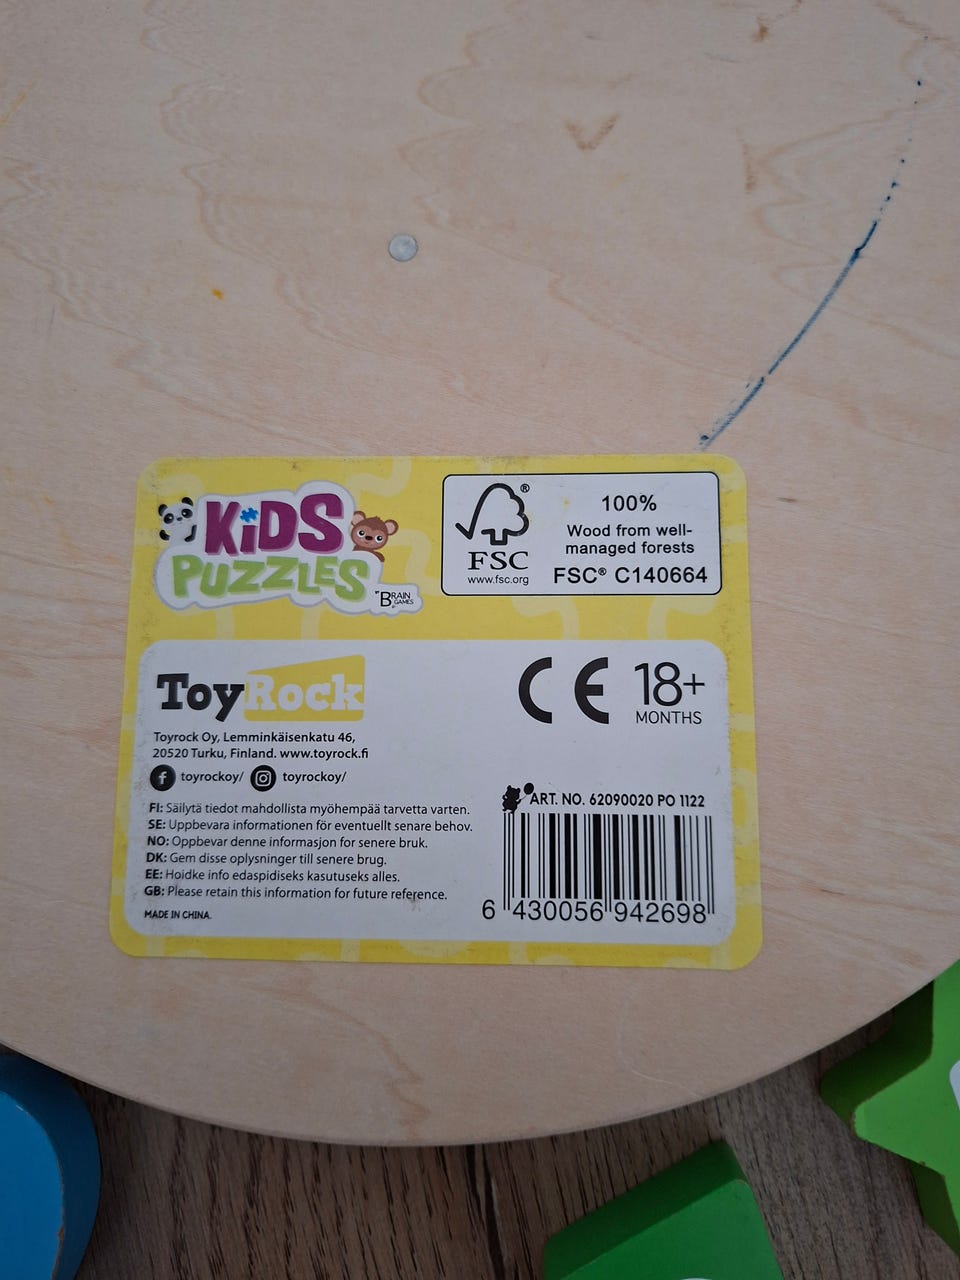 KiDS
PUZZLES
BRAIN
GAMES
®
FSC
www.fsc.org
100%
Wood from well-
managed forests
FSC® C140664
ToyRock
CE
18+
MONTHS
Toyrock Oy, Lemminkäisenkatu 46,
20520 Turku, Finland. www.toyrock.fi
f toyrockoy/ toyrockoy/
FI: Säilytä tiedot mahdollista myöhempää tarvetta varten.
SE: Uppbevara informationen för eventuellt senare behov.
NO: Oppbevar denne informasjon for senere bruk.
DK: Gem disse oplysninger till senere brug.
EE: Hoidke info edaspidiseks kasutuseks alles.
GB: Please retain this information for future reference.
MADE IN CHINA.
ART. NO. 62090020 PO 1122
6 430056 942698